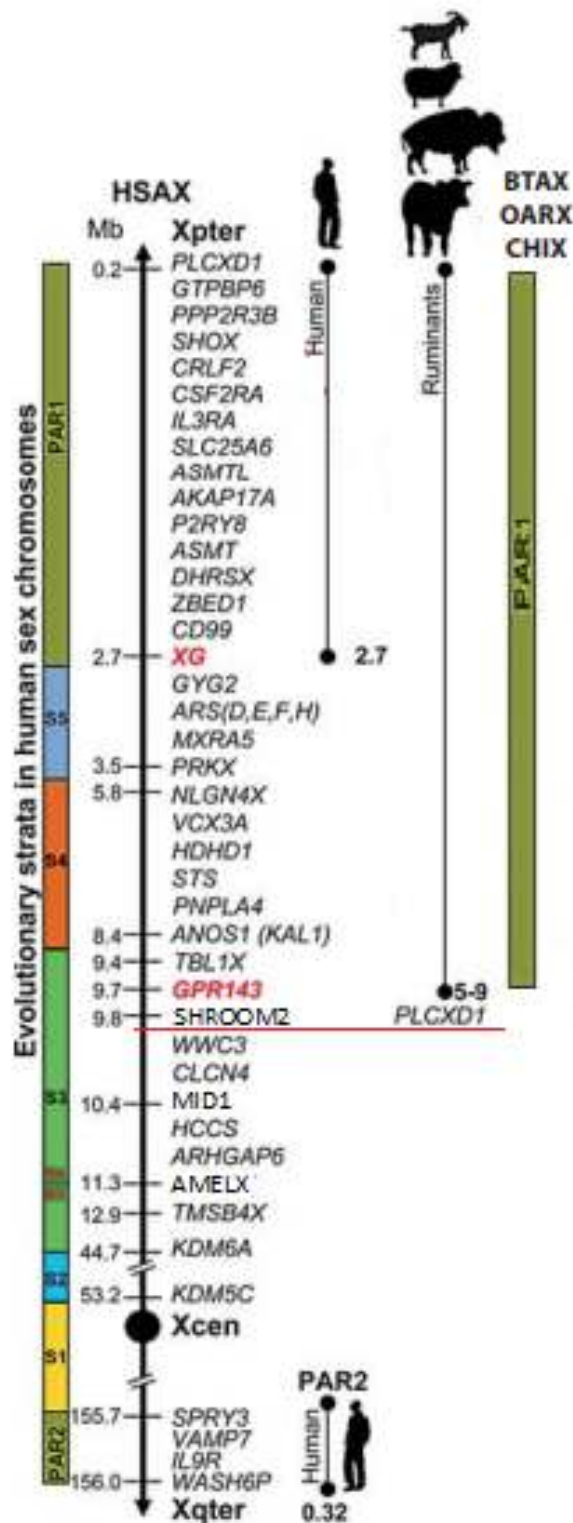 HSAX
BTAX
OARX
CHIX
Mb Xpter
0.2 PLCXD1
GTPBP6
PPP2R3B
SHOX
CRLF2
CSF2RA
IL3RA
SLC25A6
ASMTL
AKAP17A
P2RY8
ASMT
DHRSX
ZBED1
CD99
2.7 XG 2.7
GYG2
ARS(D,E,F,H)
MXRA5
3.5 PRKX
5.8 NLGN4X
VCX3A
HDHD1
STS
PNPLA4
8.4 ANOS1 (KAL1)
9.4 TBL1X
9.7 GPR143 5-9
9.8 SHROOM2 PLCXD1
WWC3
CLCN4
10.4 MID1
HCCS
ARHGAP6
11.3 AMELX
12.9 TMSB4X
44.7 KDM6A
53.2 KDM5C
Xcen
PAR2
155.7 SPRY3
VAMP7
IL9R
156.0 WASH6P
Xqter 0.32
Evolutionary strata in human sex chromosomes
PAR1
S5
S4
S3
S2
S1
PAR2
Human
Ruminants
PAR1
Human